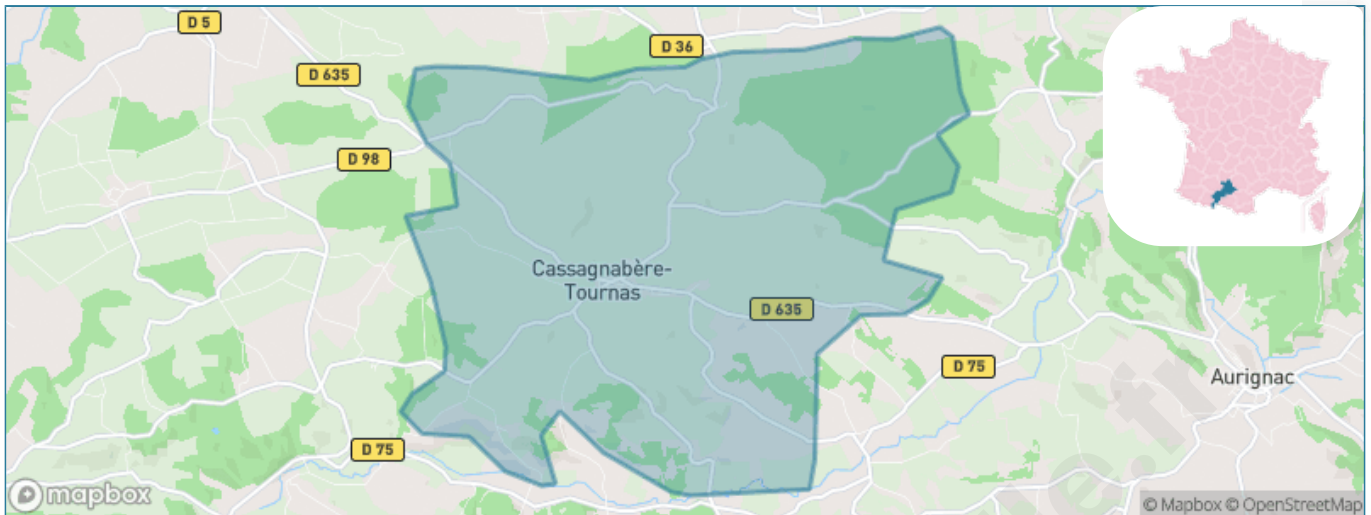 D 5
D 36
D 635
D 98
Cassagnabère-
Tournas
D 635
D 75
Aurignac
D 75
mapbox
© Mapbox © OpenStreetMap